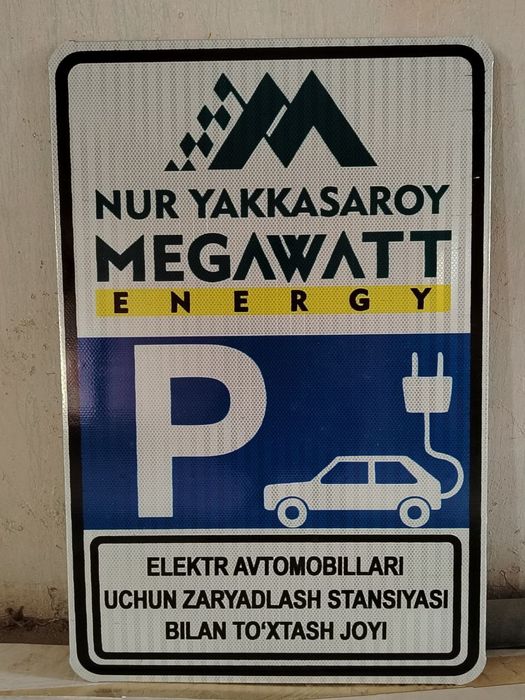 NUR YAKKASAROY
MEGAWATT
ENERGY
P
ELEKTR AVTOMOBILLARI
UCHUN ZARYADLASH STANSIYASI
BILAN TO‘XTASH JOYI